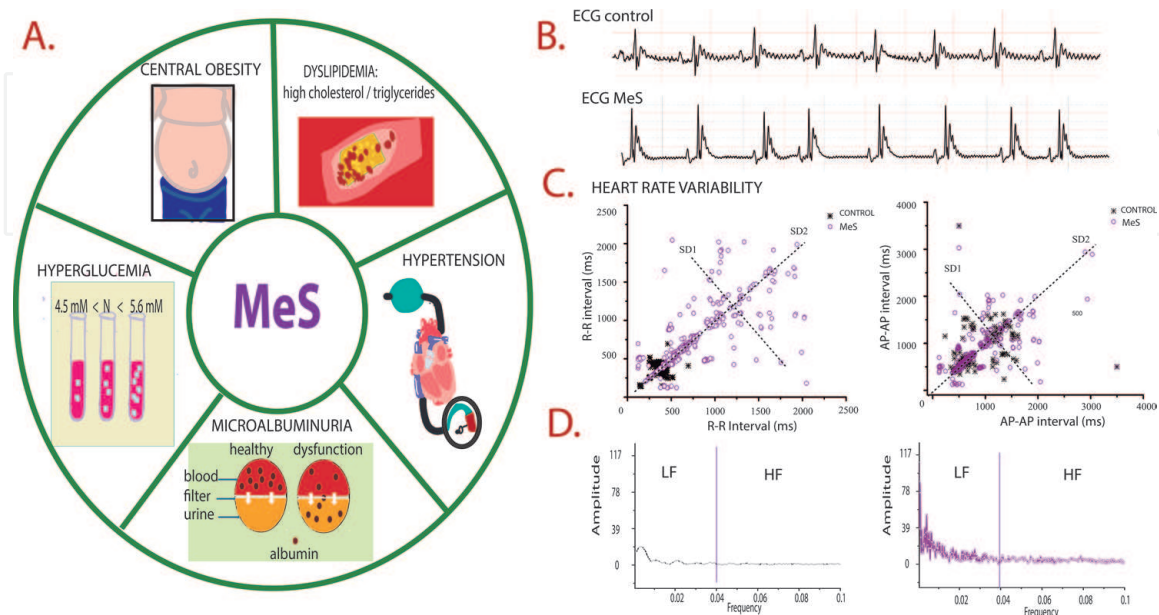 A.
CENTRAL OBESITY
DYSLIPIDEMIA:
high cholesterol / triglycerides
HYPERGLUCEMIA
4.5 mM < N < 5.6 mM
MeS
HYPERTENSION
MICROALBUMINURIA
healthy dysfunction
blood
filter
urine
albumin
B.
ECG control
ECG MeS
C.
HEART RATE VARIABILITY
2500
2000
1500
1000
500
R-R interval (ms)
CONTROL
MeS
SD1
SD2
0 500 1000 1500 2000 2500
R-R Interval (ms)
4000
3000
2000
1000
0
AP-AP interval (ms)
CONTROL
MeS
SD1
SD2
500
0 1000 2000 3000 4000
AP-AP interval (ms)
D.
117
78
39
0
Amplitude
LF HF
0.02 0.04 0.06 0.08 0.1
Frequency
117
78
39
0
Amplitude
LF HF
0.02 0.04 0.06 0.08 0.1
Frequency